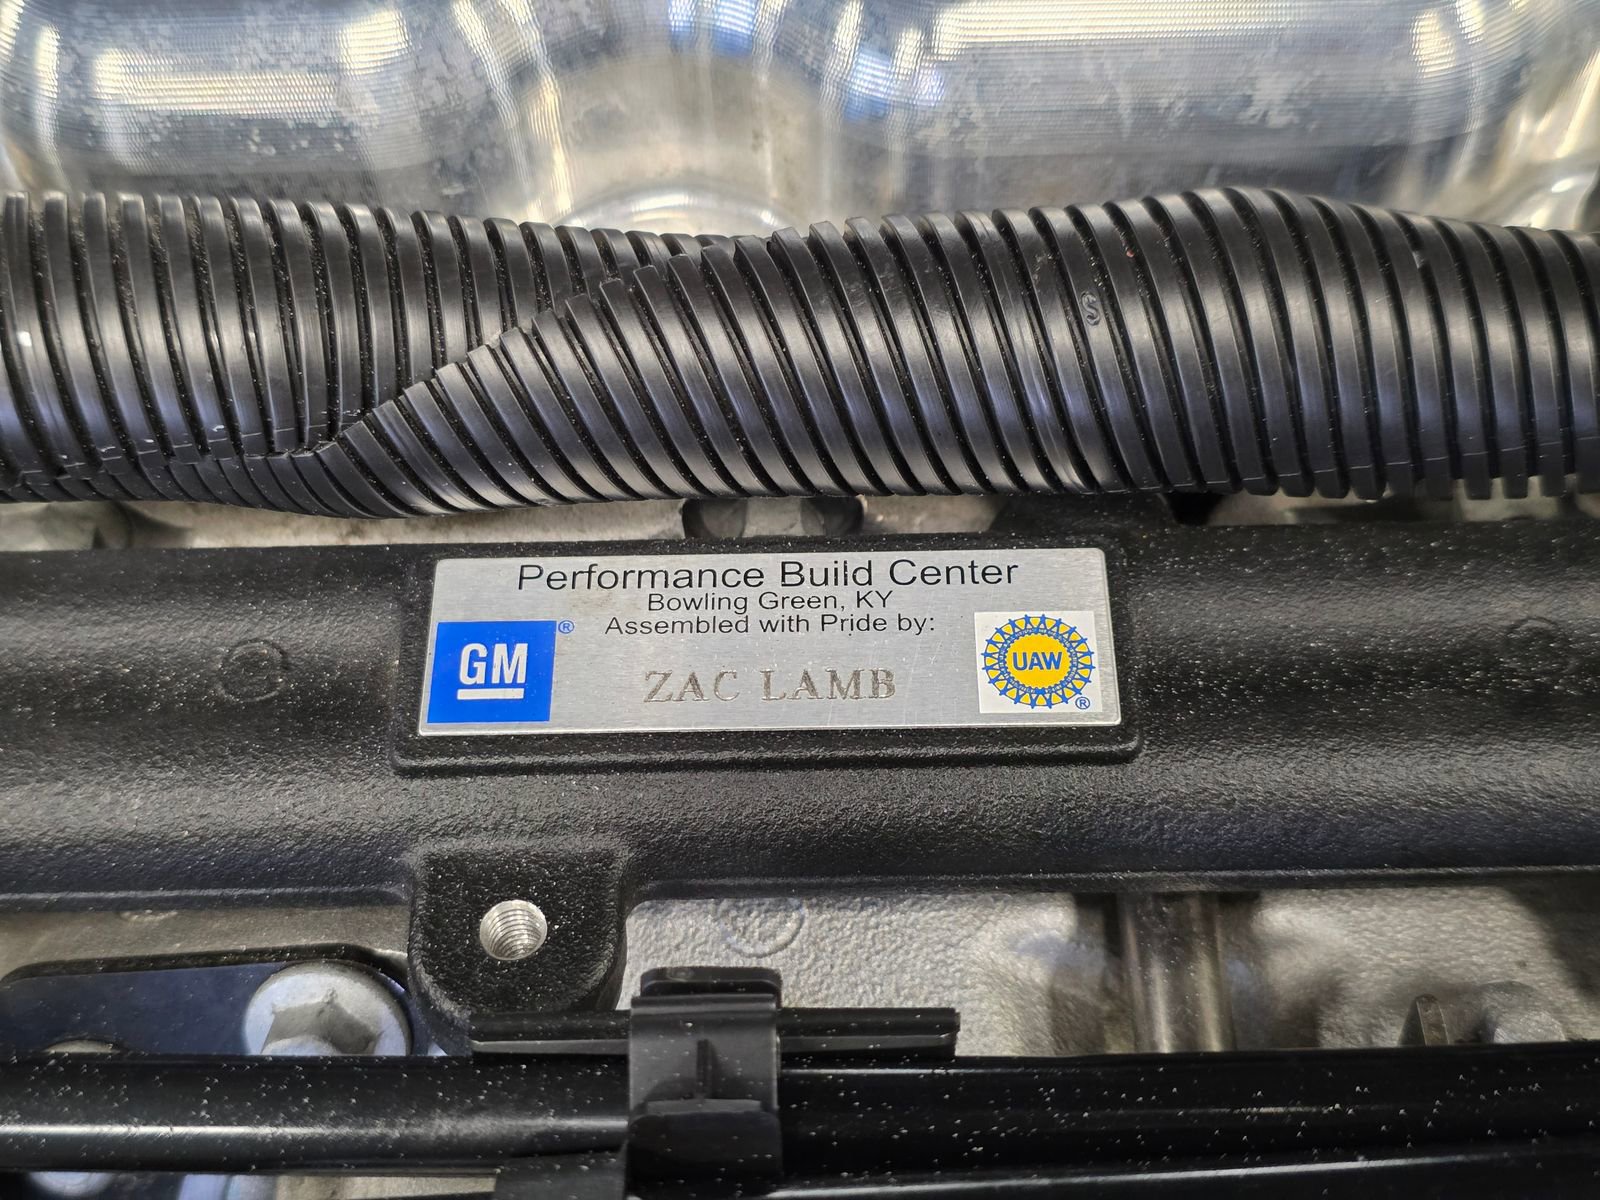 S
Performance Build Center
Bowling Green, KY
Assembled with Pride by:
GM ®
ZAC LAMB
UAW ®